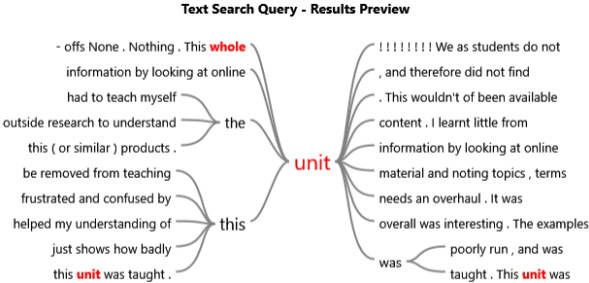 Text Search Query - Results Preview
- offs None . Nothing . This whole
information by looking at online
had to teach myself
outside research to understand
this ( or similar ) products .
the
be removed from teaching
frustrated and confused by
helped my understanding of
just shows how badly
this unit was taught .
this
unit
! ! ! ! ! ! ! ! We as students do not
, and therefore did not find
. This wouldn't of been available
content . I learnt little from
information by looking at online
material and noting topics , terms
needs an overhaul . It was
overall was interesting . The examples
was
poorly run , and was
taught . This unit was